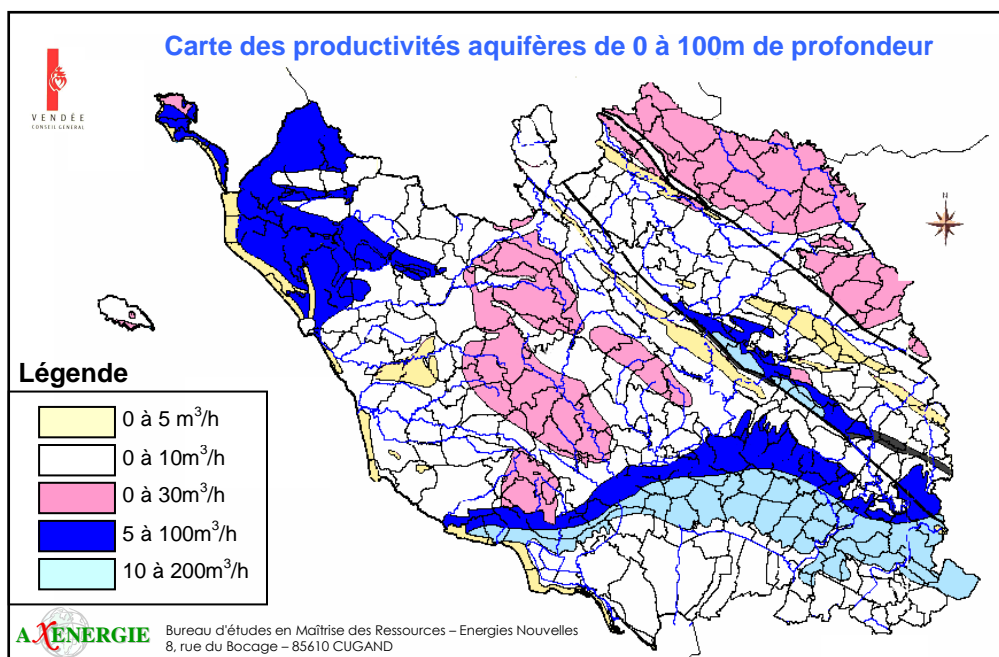 Carte des productivités aquifères de 0 à 100m de profondeur
VENDÉE
CONSEIL GENERAL
Légende
0 à 5 m³/h
0 à 10m³/h
0 à 30m³/h
5 à 100m³/h
10 à 200m³/h
AXENERGIE
Bureau d'études en Maîtrise des Ressources – Energies Nouvelles
8, rue du Bocage – 85610 CUGAND